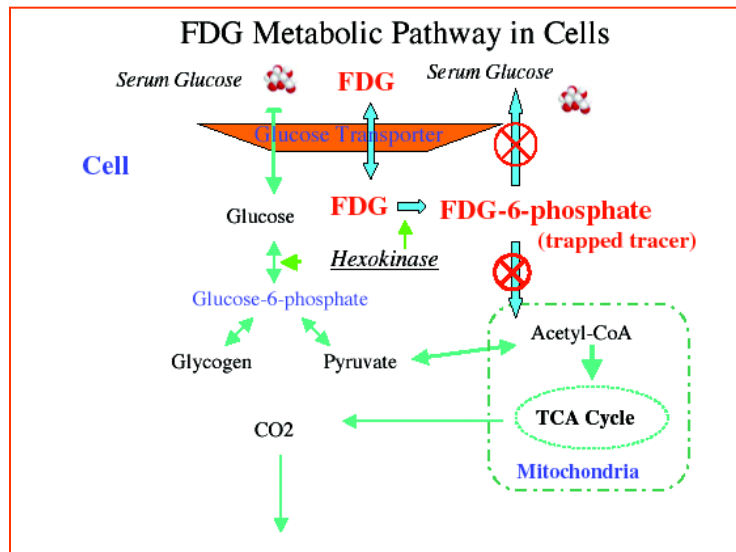 FDG Metabolic Pathway in Cells
Serum Glucose
FDG
Serum Glucose
Glucose Transporter
Cell
Glucose
FDG
FDG-6-phosphate
(trapped tracer)
Hexokinase
Glucose-6-phosphate
Glycogen
Pyruvate
Acetyl-CoA
TCA Cycle
CO2
Mitochondria